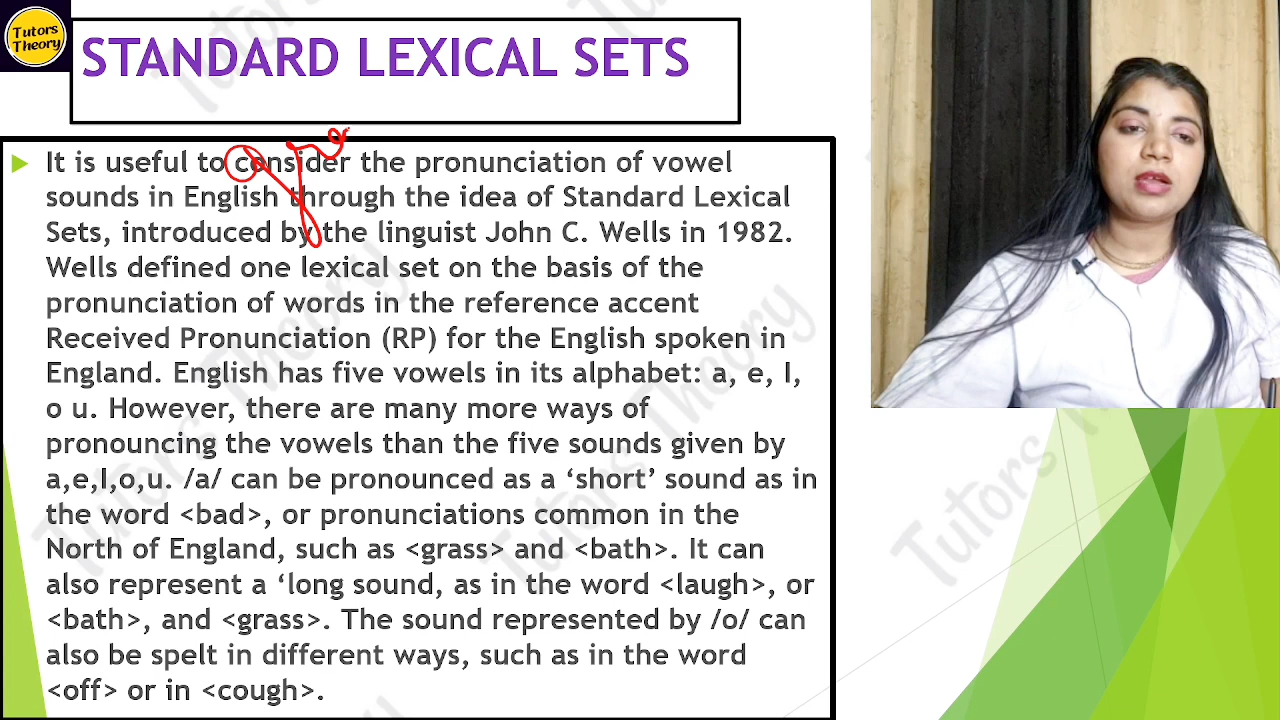 Tutors
Theory
STANDARD LEXICAL SETS
It is useful to consider the pronunciation of vowel
sounds in English through the idea of Standard Lexical
Sets, introduced by the linguist John C. Wells in 1982.
Wells defined one lexical set on the basis of the
pronunciation of words in the reference accent
Received Pronunciation (RP) for the English spoken in
England. English has five vowels in its alphabet: a, e, I,
o u. However, there are many more ways of
pronouncing the vowels than the five sounds given by
a,e,I,o,u. /a/ can be pronounced as a ‘short’ sound as in
the word <bad>, or pronunciations common in the
North of England, such as <grass> and <bath>. It can
also represent a ‘long sound, as in the word <laugh>, or
<bath>, and <grass>. The sound represented by /o/ can
also be spelt in different ways, such as in the word
<off> or in <cough>.
Tutors Theory
Tutors Theory
Tutors Theory